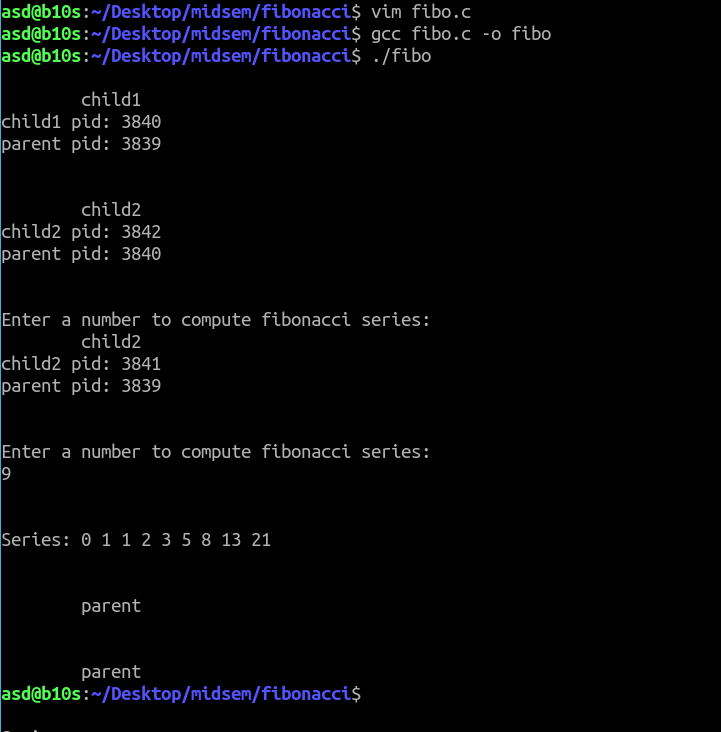 asd@b10s:~/Desktop/midsem/fibonacci$ vim fibo.c
asd@b10s:~/Desktop/midsem/fibonacci$ gcc fibo.c -o fibo
asd@b10s:~/Desktop/midsem/fibonacci$ ./fibo
child1
child1 pid: 3840
parent pid: 3839
child2
child2 pid: 3842
parent pid: 3840
Enter a number to compute fibonacci series:
child2
child2 pid: 3841
parent pid: 3839
Enter a number to compute fibonacci series:
9
Series: 0 1 1 2 3 5 8 13 21
parent
parent
asd@b10s:~/Desktop/midsem/fibonacci$